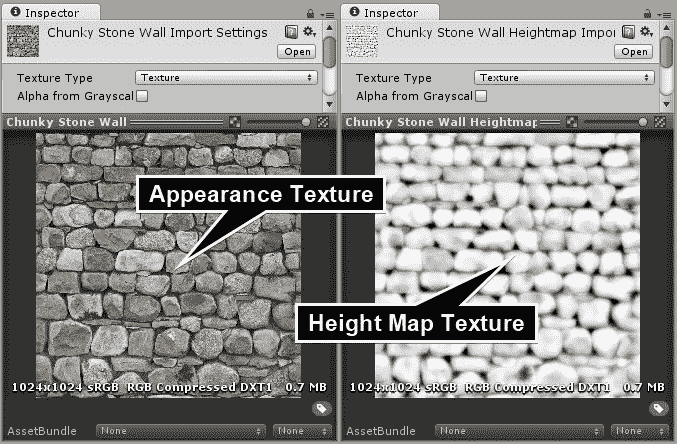 Inspector
Chunky Stone Wall Import Settings
Open
Texture Type
Texture
Alpha from Grayscal
Chunky Stone Wall
Appearance Texture
1024x1024 sRGB RGB Compressed DXT1 0.7 MB
AssetBundle
None
None
Inspector
Chunky Stone Wall Heightmap Impor
Open
Texture Type
Texture
Alpha from Grayscal
Chunky Stone Wall Heightmap
Height Map Texture
1024x1024 sRGB RGB Compressed DXT1 0.7 MB
AssetBundle
None
None